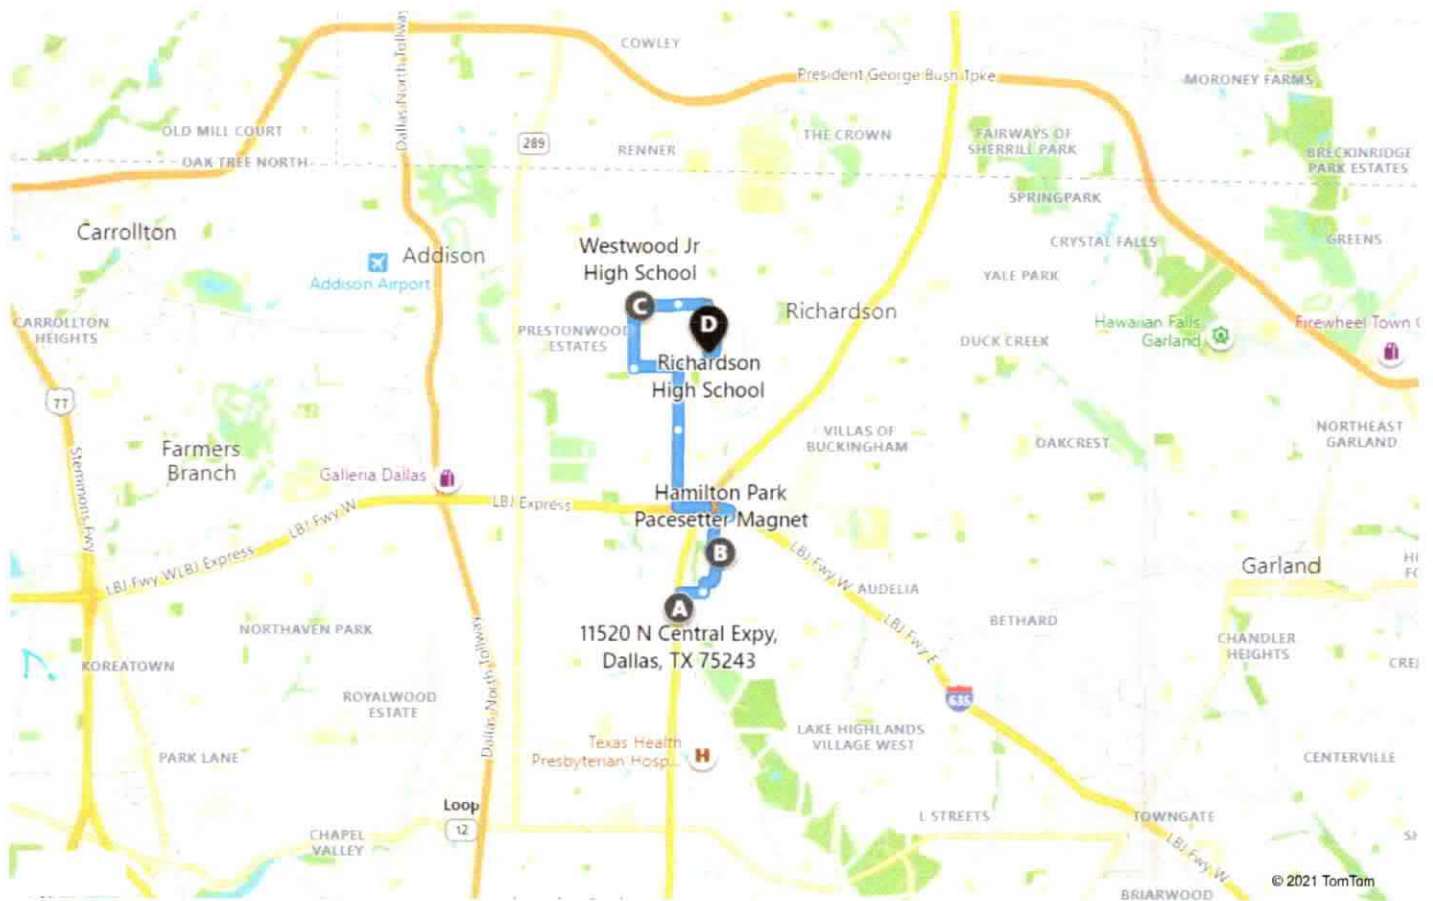 COWLEY
President George Bush Tpke
MORONEY FARMS
Dallas North Tollway
OLD MILL COURT
289
RENNER
THE CROWN
FAIRWAYS OF
SHERRILL PARK
BRECKINRIDGE
PARK ESTATES
OAK TREE NORTH
SPRINGPARK
Carrollton
Addison
Westwood Jr
High School
CRYSTAL FALLS
GREENS
YALE PARK
Addison Airport
C
Richardson
CARROLLTON
HEIGHTS
PRESTONWOOD
ESTATES
D
Hawaiian Falls
Garland
Firewheel Town C
DUCK CREEK
Richardson
High School
77
VILLAS OF
BUCKINGHAM
OAKCREST
NORTHEAST
GARLAND
Farmers
Branch
Galleria Dallas
Stemmons Fwy
LBJ Fwy W
LBJ Express
Hamilton Park
Pacesetter Magnet
LBJ Fwy W
LBJ Express
B
LBJ Fwy W
AUDELIA
Garland
A
LBJ Fwy E
NORTHAVEN PARK
11520 N Central Expy,
Dallas, TX 75243
BETHARD
CHANDLER
HEIGHTS
KOREATOWN
Dallas North Tollway
ROYALWOOD
ESTATE
635
LAKE HIGHLANDS
VILLAGE WEST
Texas Health
Presbyterian Hosp...
H
PARK LANE
CENTERVILLE
Loop
12
L STREETS
TOWNGATE
CHAPEL
VALLEY
LBJ Fwy W
© 2021 TomTom
BRIARWOOD